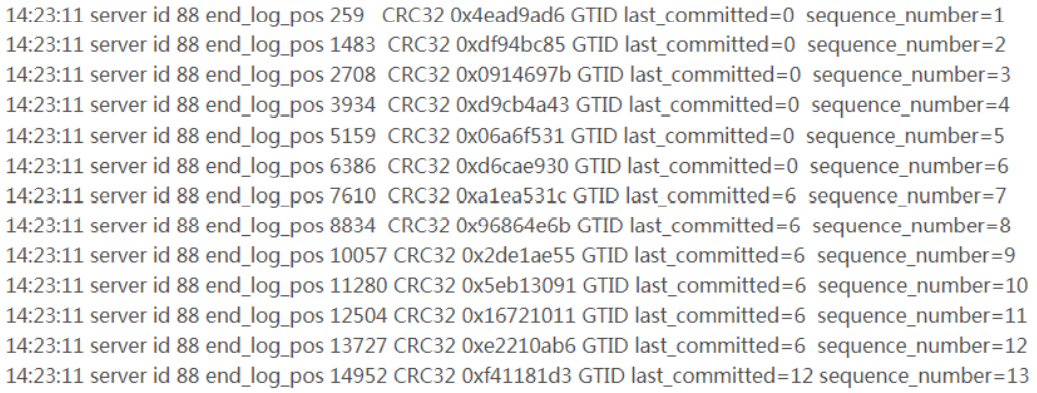 14:23:11 server id 88 end_log_pos 259 CRC32 0x4ead9ad6 GTID last_committed=0 sequence_number=1
14:23:11 server id 88 end_log_pos 1483 CRC32 0xdf94bc85 GTID last_committed=0 sequence_number=2
14:23:11 server id 88 end_log_pos 2708 CRC32 0x0914697b GTID last_committed=0 sequence_number=3
14:23:11 server id 88 end_log_pos 3934 CRC32 0xd9cb4a43 GTID last_committed=0 sequence_number=4
14:23:11 server id 88 end_log_pos 5159 CRC32 0x06a6f531 GTID last_committed=0 sequence_number=5
14:23:11 server id 88 end_log_pos 6386 CRC32 0xd6cae930 GTID last_committed=0 sequence_number=6
14:23:11 server id 88 end_log_pos 7610 CRC32 0xa1ea531c GTID last_committed=6 sequence_number=7
14:23:11 server id 88 end_log_pos 8834 CRC32 0x96864e6b GTID last_committed=6 sequence_number=8
14:23:11 server id 88 end_log_pos 10057 CRC32 0x2de1ae55 GTID last_committed=6 sequence_number=9
14:23:11 server id 88 end_log_pos 11280 CRC32 0x5eb13091 GTID last_committed=6 sequence_number=10
14:23:11 server id 88 end_log_pos 12504 CRC32 0x16721011 GTID last_committed=6 sequence_number=11
14:23:11 server id 88 end_log_pos 13727 CRC32 0xe2210ab6 GTID last_committed=6 sequence_number=12
14:23:11 server id 88 end_log_pos 14952 CRC32 0xf41181d3 GTID last_committed=12 sequence_number=13